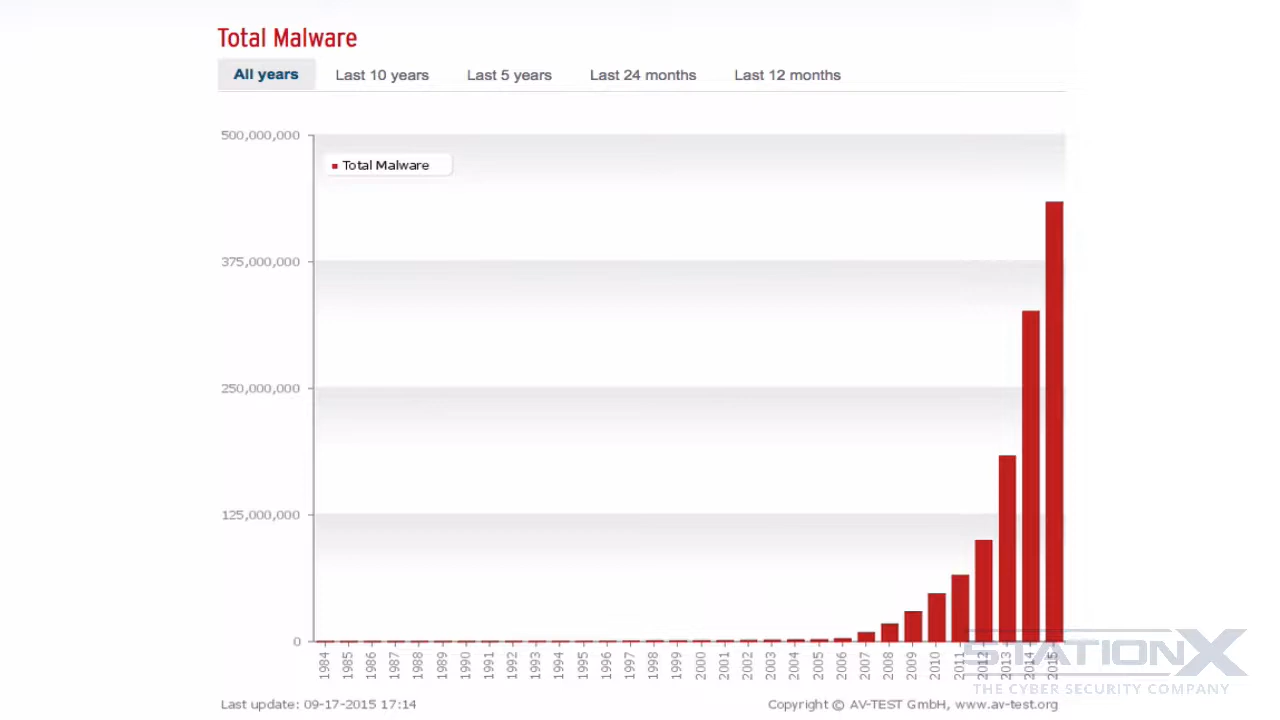 Total Malware
All years Last 10 years Last 5 years Last 24 months Last 12 months
500,000,000
Total Malware
375,000,000
250,000,000
125,000,000
0
1984 1985 1986 1987 1988 1989 1990 1991 1992 1993 1994 1995 1996 1997 1998 1999 2000 2001 2002 2003 2004 2005 2006 2007 2008 2009 2010 2011 2012 2013 2014 2015
STATIONX
THE CYBER SECURITY COMPANY
Last update: 09-17-2015 17:14 Copyright © AV-TEST GmbH, www.av-test.org